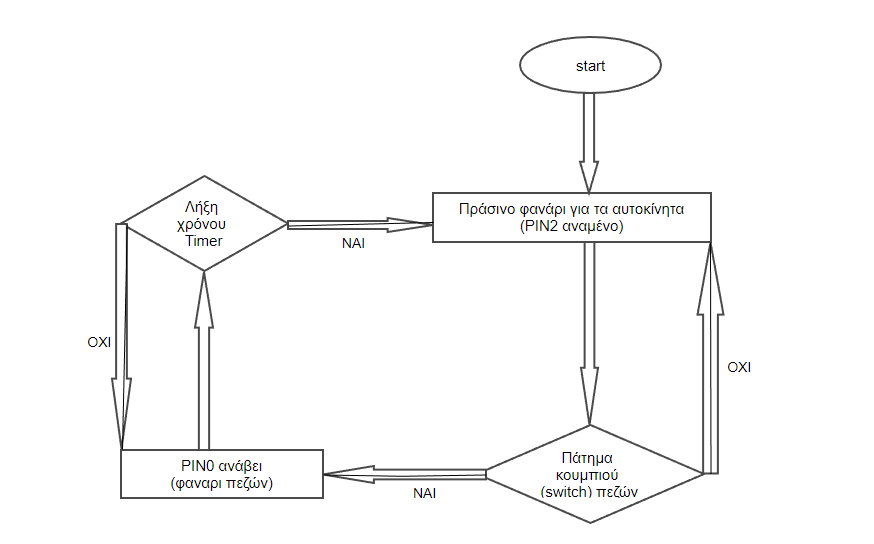 start
Πράσινο φανάρι για τα αυτοκίνητα
(PIN2 αναμένο)
Λήξη
χρόνου
Timer
ΝΑΙ
ΟΧΙ
ΟΧΙ
PIN0 ανάβει
(φαναρι πεζών)
ΝΑΙ
Πάτημα
κουμπιού
(switch) πεζών